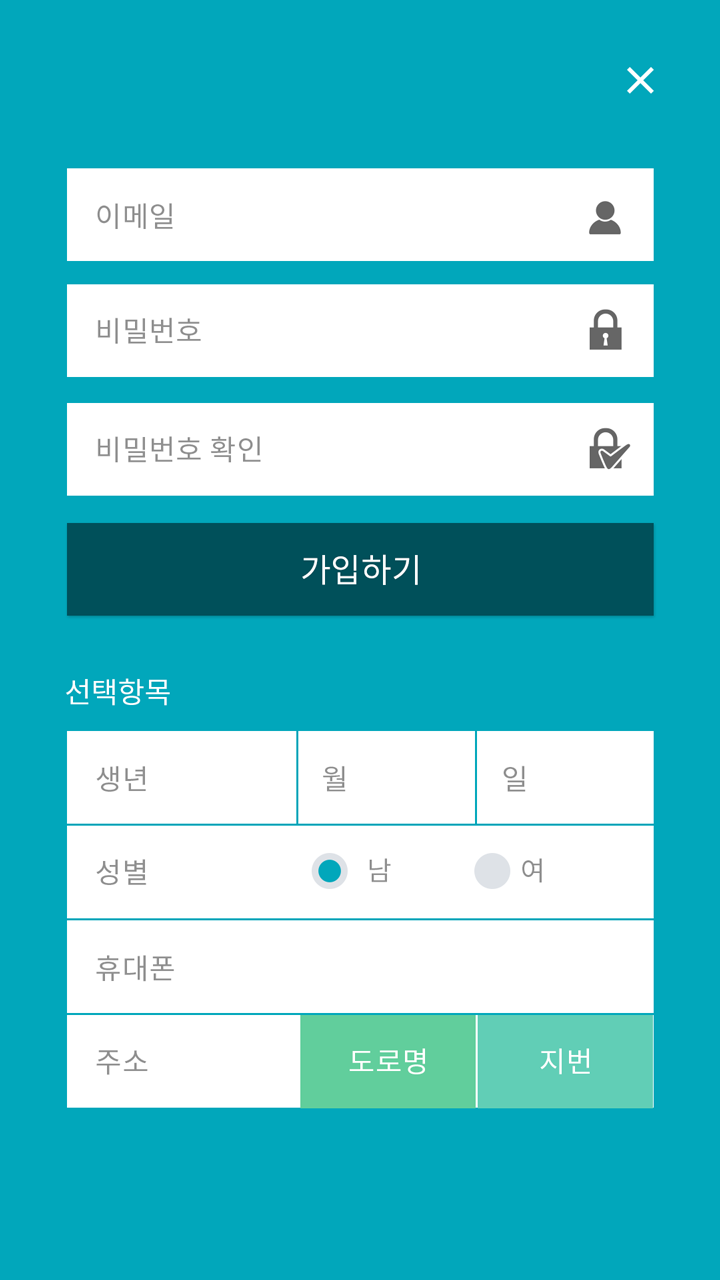 이메일
비밀번호
비밀번호 확인
가입하기
선택항목
생년 월 일
성별 남 여
휴대폰
주소 도로명 지번